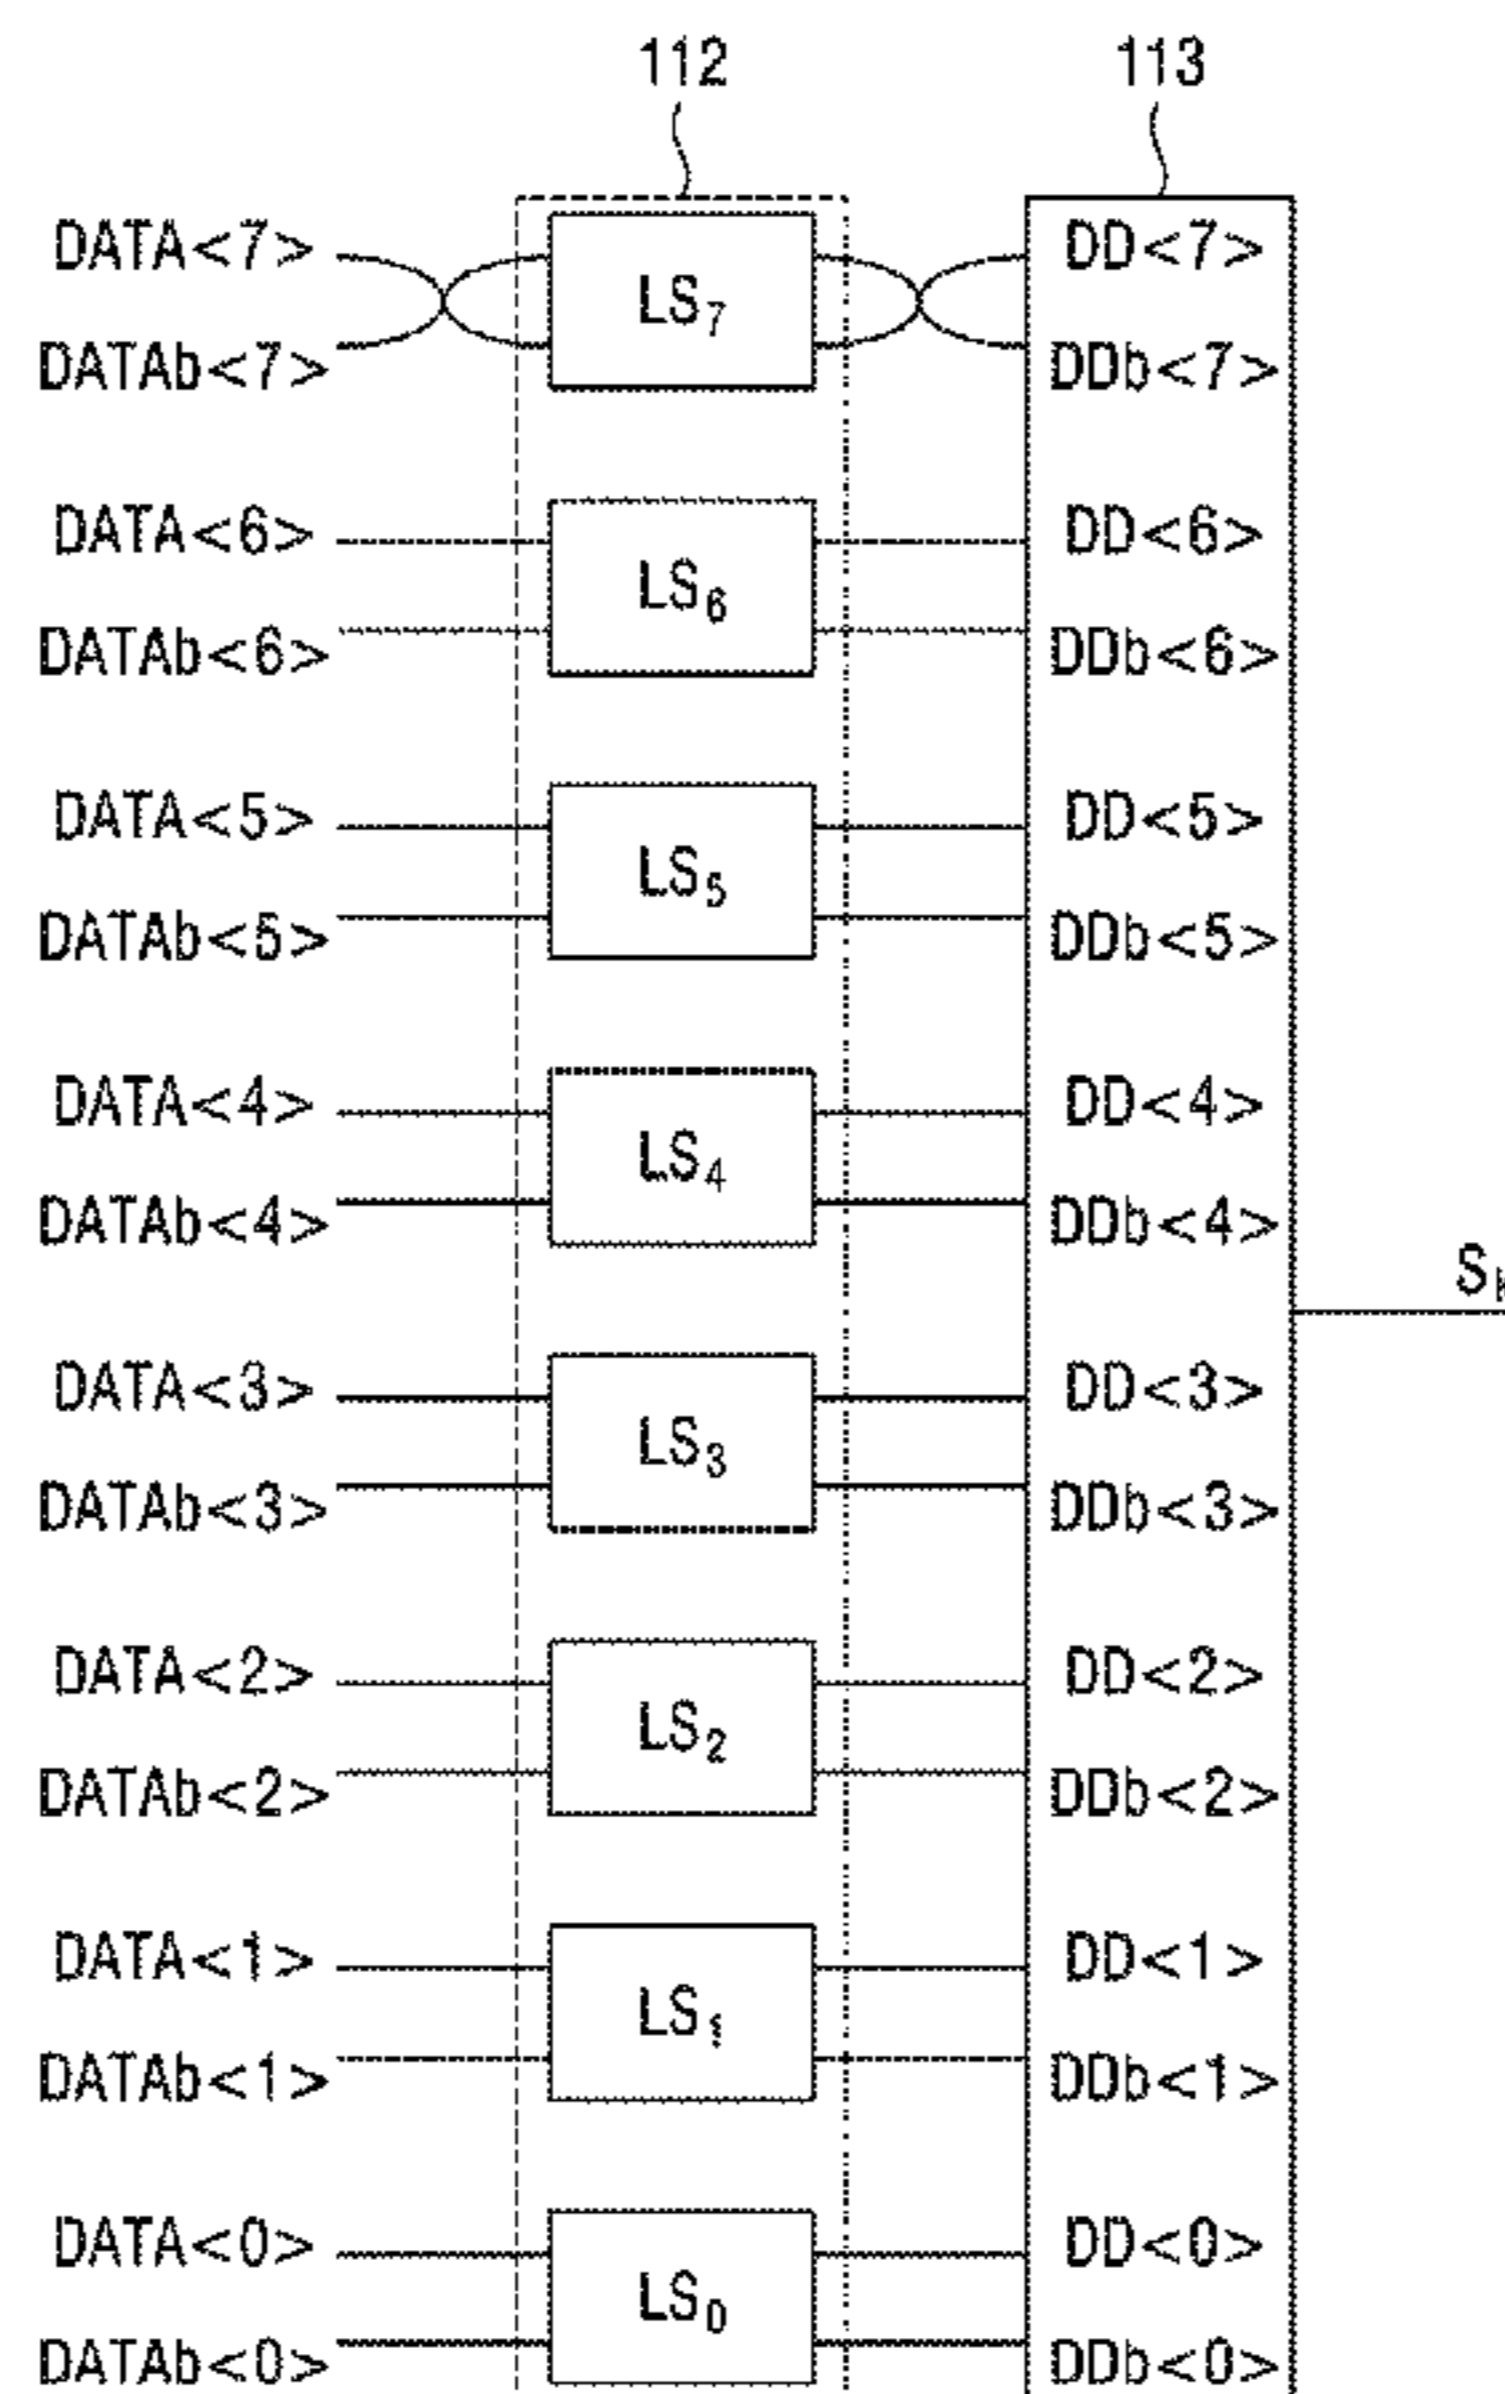 112 113
DATA<7> LS7 DD<7>
DATAb<7> DDb<7>
DATA<6> LS6 DD<6>
DATAb<6> DDb<6>
DATA<5> LS5 DD<5>
DATAb<5> DDb<5>
DATA<4> LS4 DD<4>
DATAb<4> DDb<4>
S
DATA<3> LS3 DD<3>
DATAb<3> DDb<3>
DATA<2> LS2 DD<2>
DATAb<2> DDb<2>
DATA<1> LS1 DD<1>
DATAb<1> DDb<1>
DATA<0> LS0 DD<0>
DATAb<0> DDb<0>